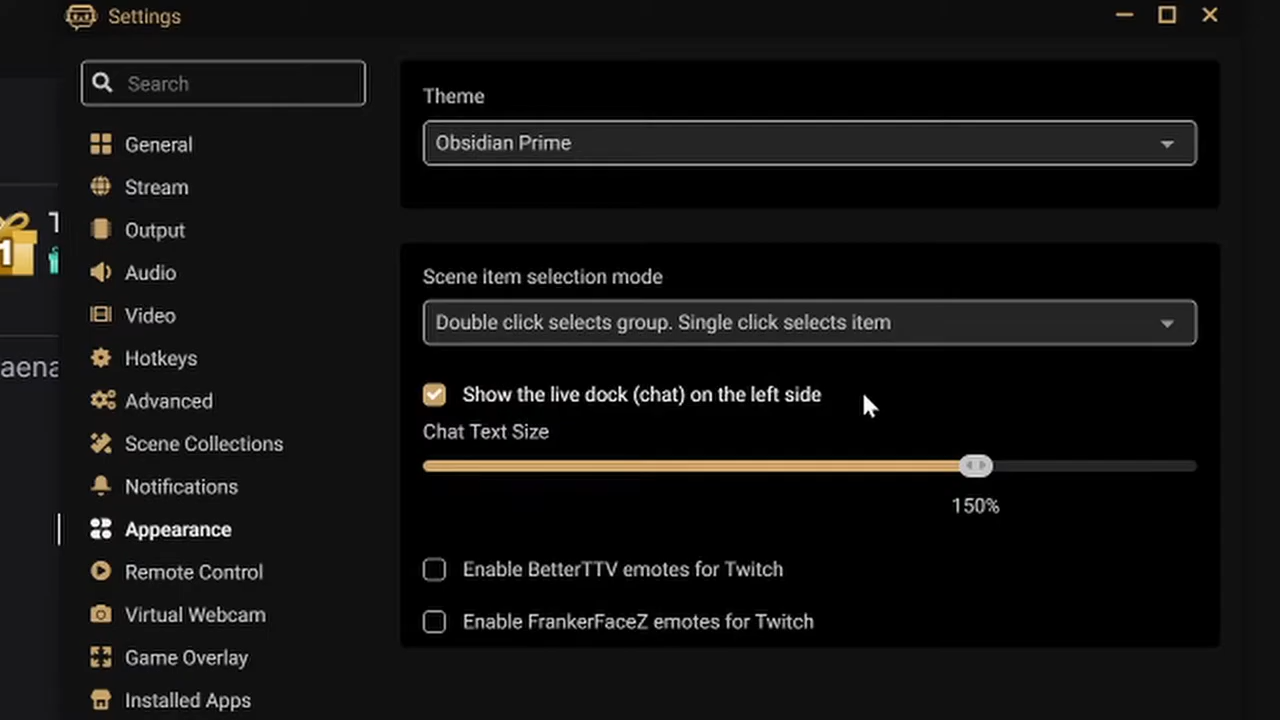 Settings
Search
General
Stream
Output
Audio
Video
Hotkeys
Advanced
Scene Collections
Notifications
Appearance
Remote Control
Virtual Webcam
Game Overlay
Installed Apps
Theme
Obsidian Prime
Scene item selection mode
Double click selects group. Single click selects item
Show the live dock (chat) on the left side
Chat Text Size
150%
Enable BetterTTV emotes for Twitch
Enable FrankerFaceZ emotes for Twitch
1
T
aena